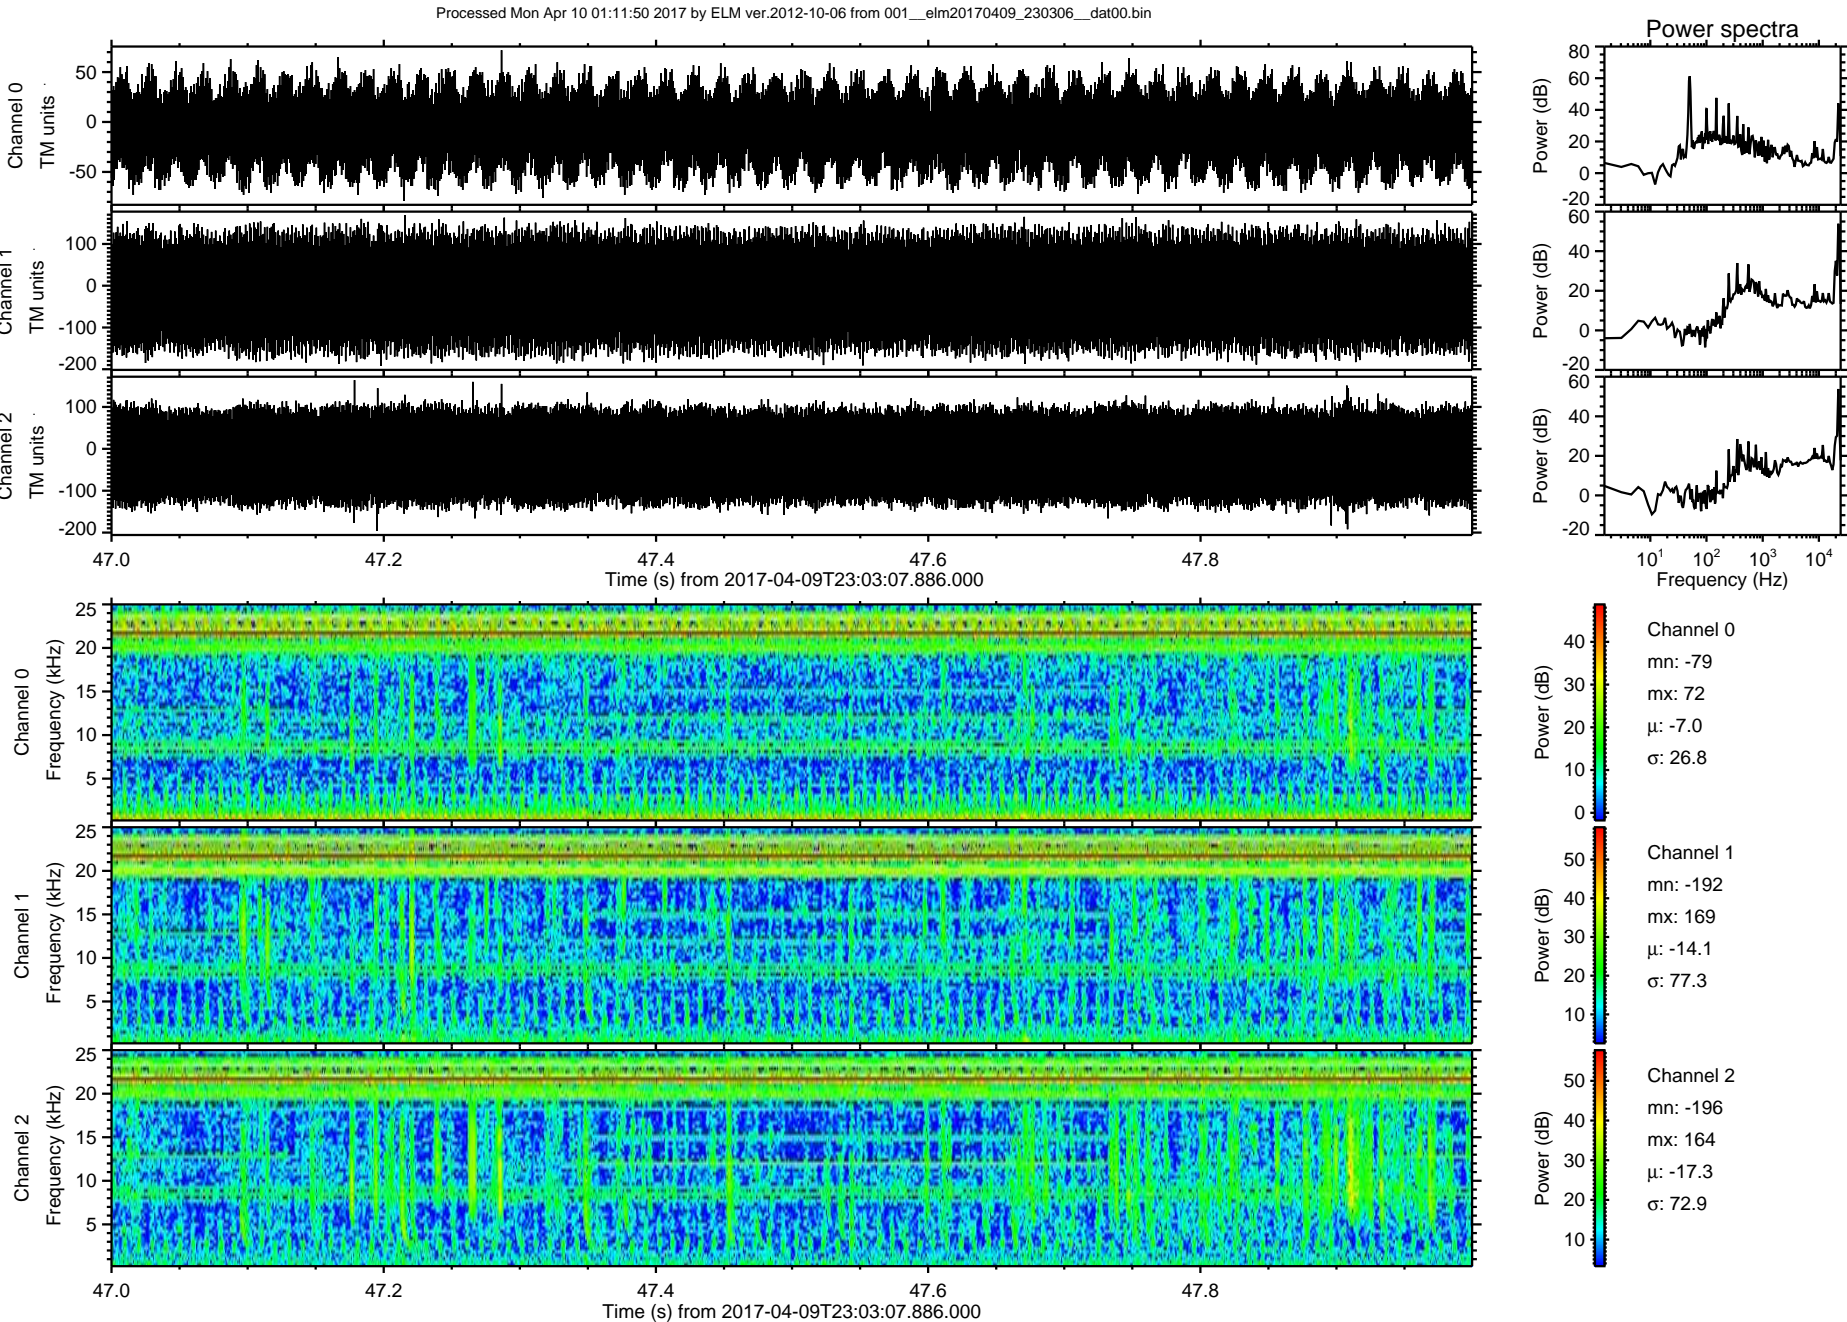 Processed Mon Apr 10 01:11:50 2017 by ELM ver.2012-10-06 from 001__elm20170409_230306__dat00.bin
Power spectra
Channel 0
TM units
50
0
-50
Power (dB)
80
60
40
20
0
-20
Channel 1
TM units
100
0
-100
-200
Power (dB)
60
40
20
0
-20
Channel 2
TM units
100
0
-100
-200
Power (dB)
60
40
20
0
-20
47.0 47.2 47.4 47.6 47.8
Time (s) from 2017-04-09T23:03:07.886.000
10^1 10^2 10^3 10^4
Frequency (Hz)
Channel 0
Frequency (kHz)
25
20
15
10
5
Power (dB)
40
30
20
10
0
Channel 0
mn: -79
mx: 72
μ: -7.0
σ: 26.8
Channel 1
Frequency (kHz)
25
20
15
10
5
Power (dB)
50
40
30
20
10
Channel 1
mn: -192
mx: 169
μ: -14.1
σ: 77.3
Channel 2
Frequency (kHz)
25
20
15
10
5
Power (dB)
50
40
30
20
10
Channel 2
mn: -196
mx: 164
μ: -17.3
σ: 72.9
47.0 47.2 47.4 47.6 47.8
Time (s) from 2017-04-09T23:03:07.886.000